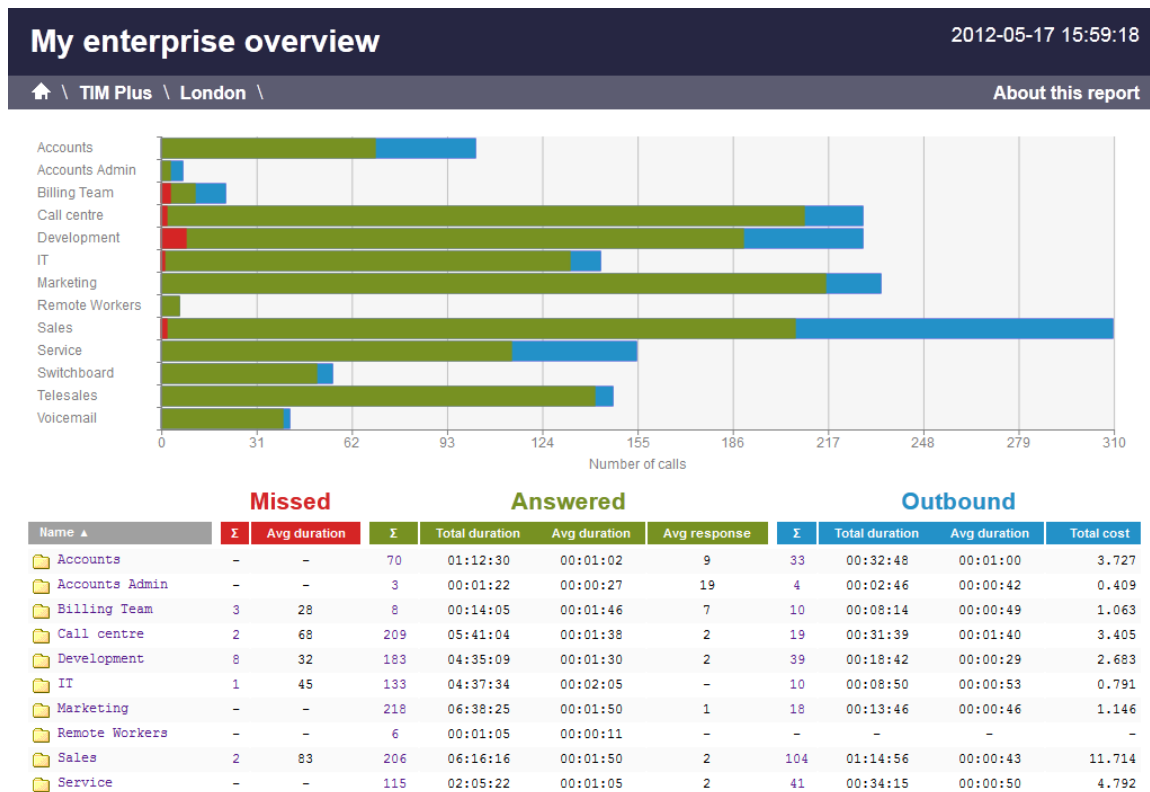 My enterprise overview
2012-05-17 15:59:18
\ TIM Plus \ London \
About this report
Accounts
Accounts Admin
Billing Team
Call centre
Development
IT
Marketing
Remote Workers
Sales
Service
Switchboard
Telesales
Voicemail
0 31 62 93 124 155 186 217 248 279 310
Number of calls
Missed Answered Outbound
Name ▲ Σ Avg duration Σ Total duration Avg duration Avg response Σ Total duration Avg duration Total cost
Accounts – – 70 01:12:30 00:01:02 9 33 00:32:48 00:01:00 3.727
Accounts Admin – – 3 00:01:22 00:00:27 19 4 00:02:46 00:00:42 0.409
Billing Team 3 28 8 00:14:05 00:01:46 7 10 00:08:14 00:00:49 1.063
Call centre 2 68 209 05:41:04 00:01:38 2 19 00:31:39 00:01:40 3.405
Development 8 32 183 04:35:09 00:01:30 2 39 00:18:42 00:00:29 2.683
IT 1 45 133 04:37:34 00:02:05 – 10 00:08:50 00:00:53 0.791
Marketing – – 218 06:38:25 00:01:50 1 18 00:13:46 00:00:46 1.146
Remote Workers – – 6 00:01:05 00:00:11 – – – – –
Sales 2 83 206 06:16:16 00:01:50 2 104 01:14:56 00:00:43 11.714
Service – – 115 02:05:22 00:01:05 2 41 00:34:15 00:00:50 4.792